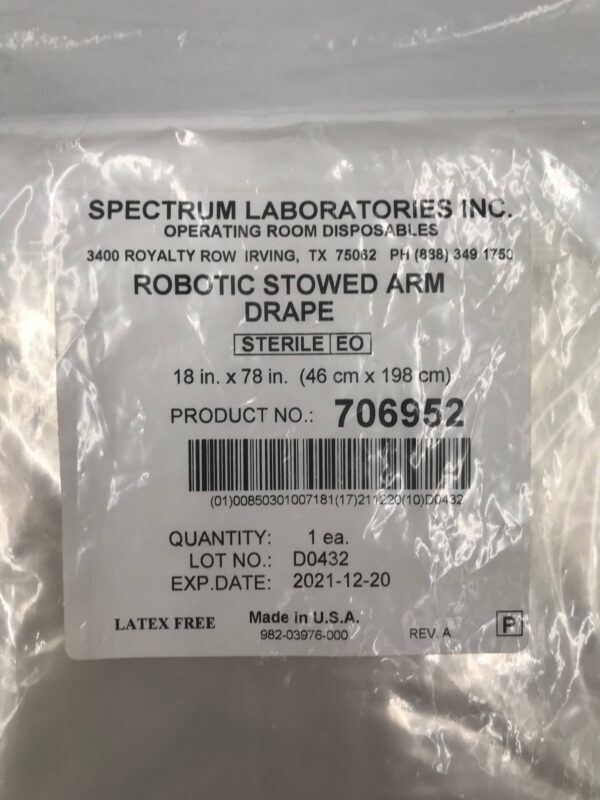 SPECTRUM LABORATORIES INC.
OPERATING ROOM DISPOSABLES
3400 ROYALTY ROW IRVING, TX 75062 PH (888) 349 1750
ROBOTIC STOWED ARM
DRAPE
STERILE EO
18 in. x 78 in. (46 cm x 198 cm)
PRODUCT NO.: 706952
(01)00850301007181(17)211220(10)D0432
QUANTITY: 1 ea.
LOT NO.: D0432
EXP.DATE: 2021-12-20
LATEX FREE Made in U.S.A. 
982-03976-000 REV. A P